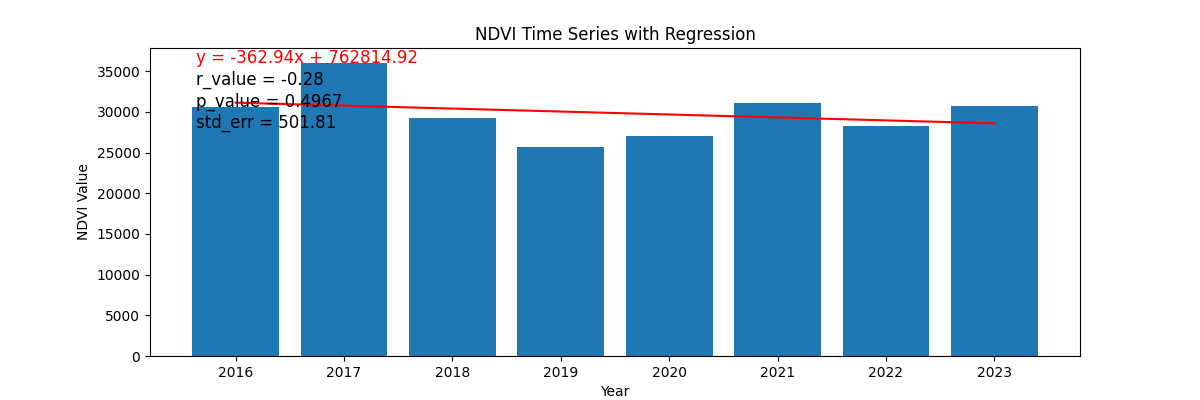 NDVI Time Series with Regression
y = -362.94x + 762814.92
r_value = -0.28
p_value = 0.4967
std_err = 501.81
35000
30000
25000
20000
15000
10000
5000
0
NDVI Value
2016 2017 2018 2019 2020 2021 2022 2023
Year